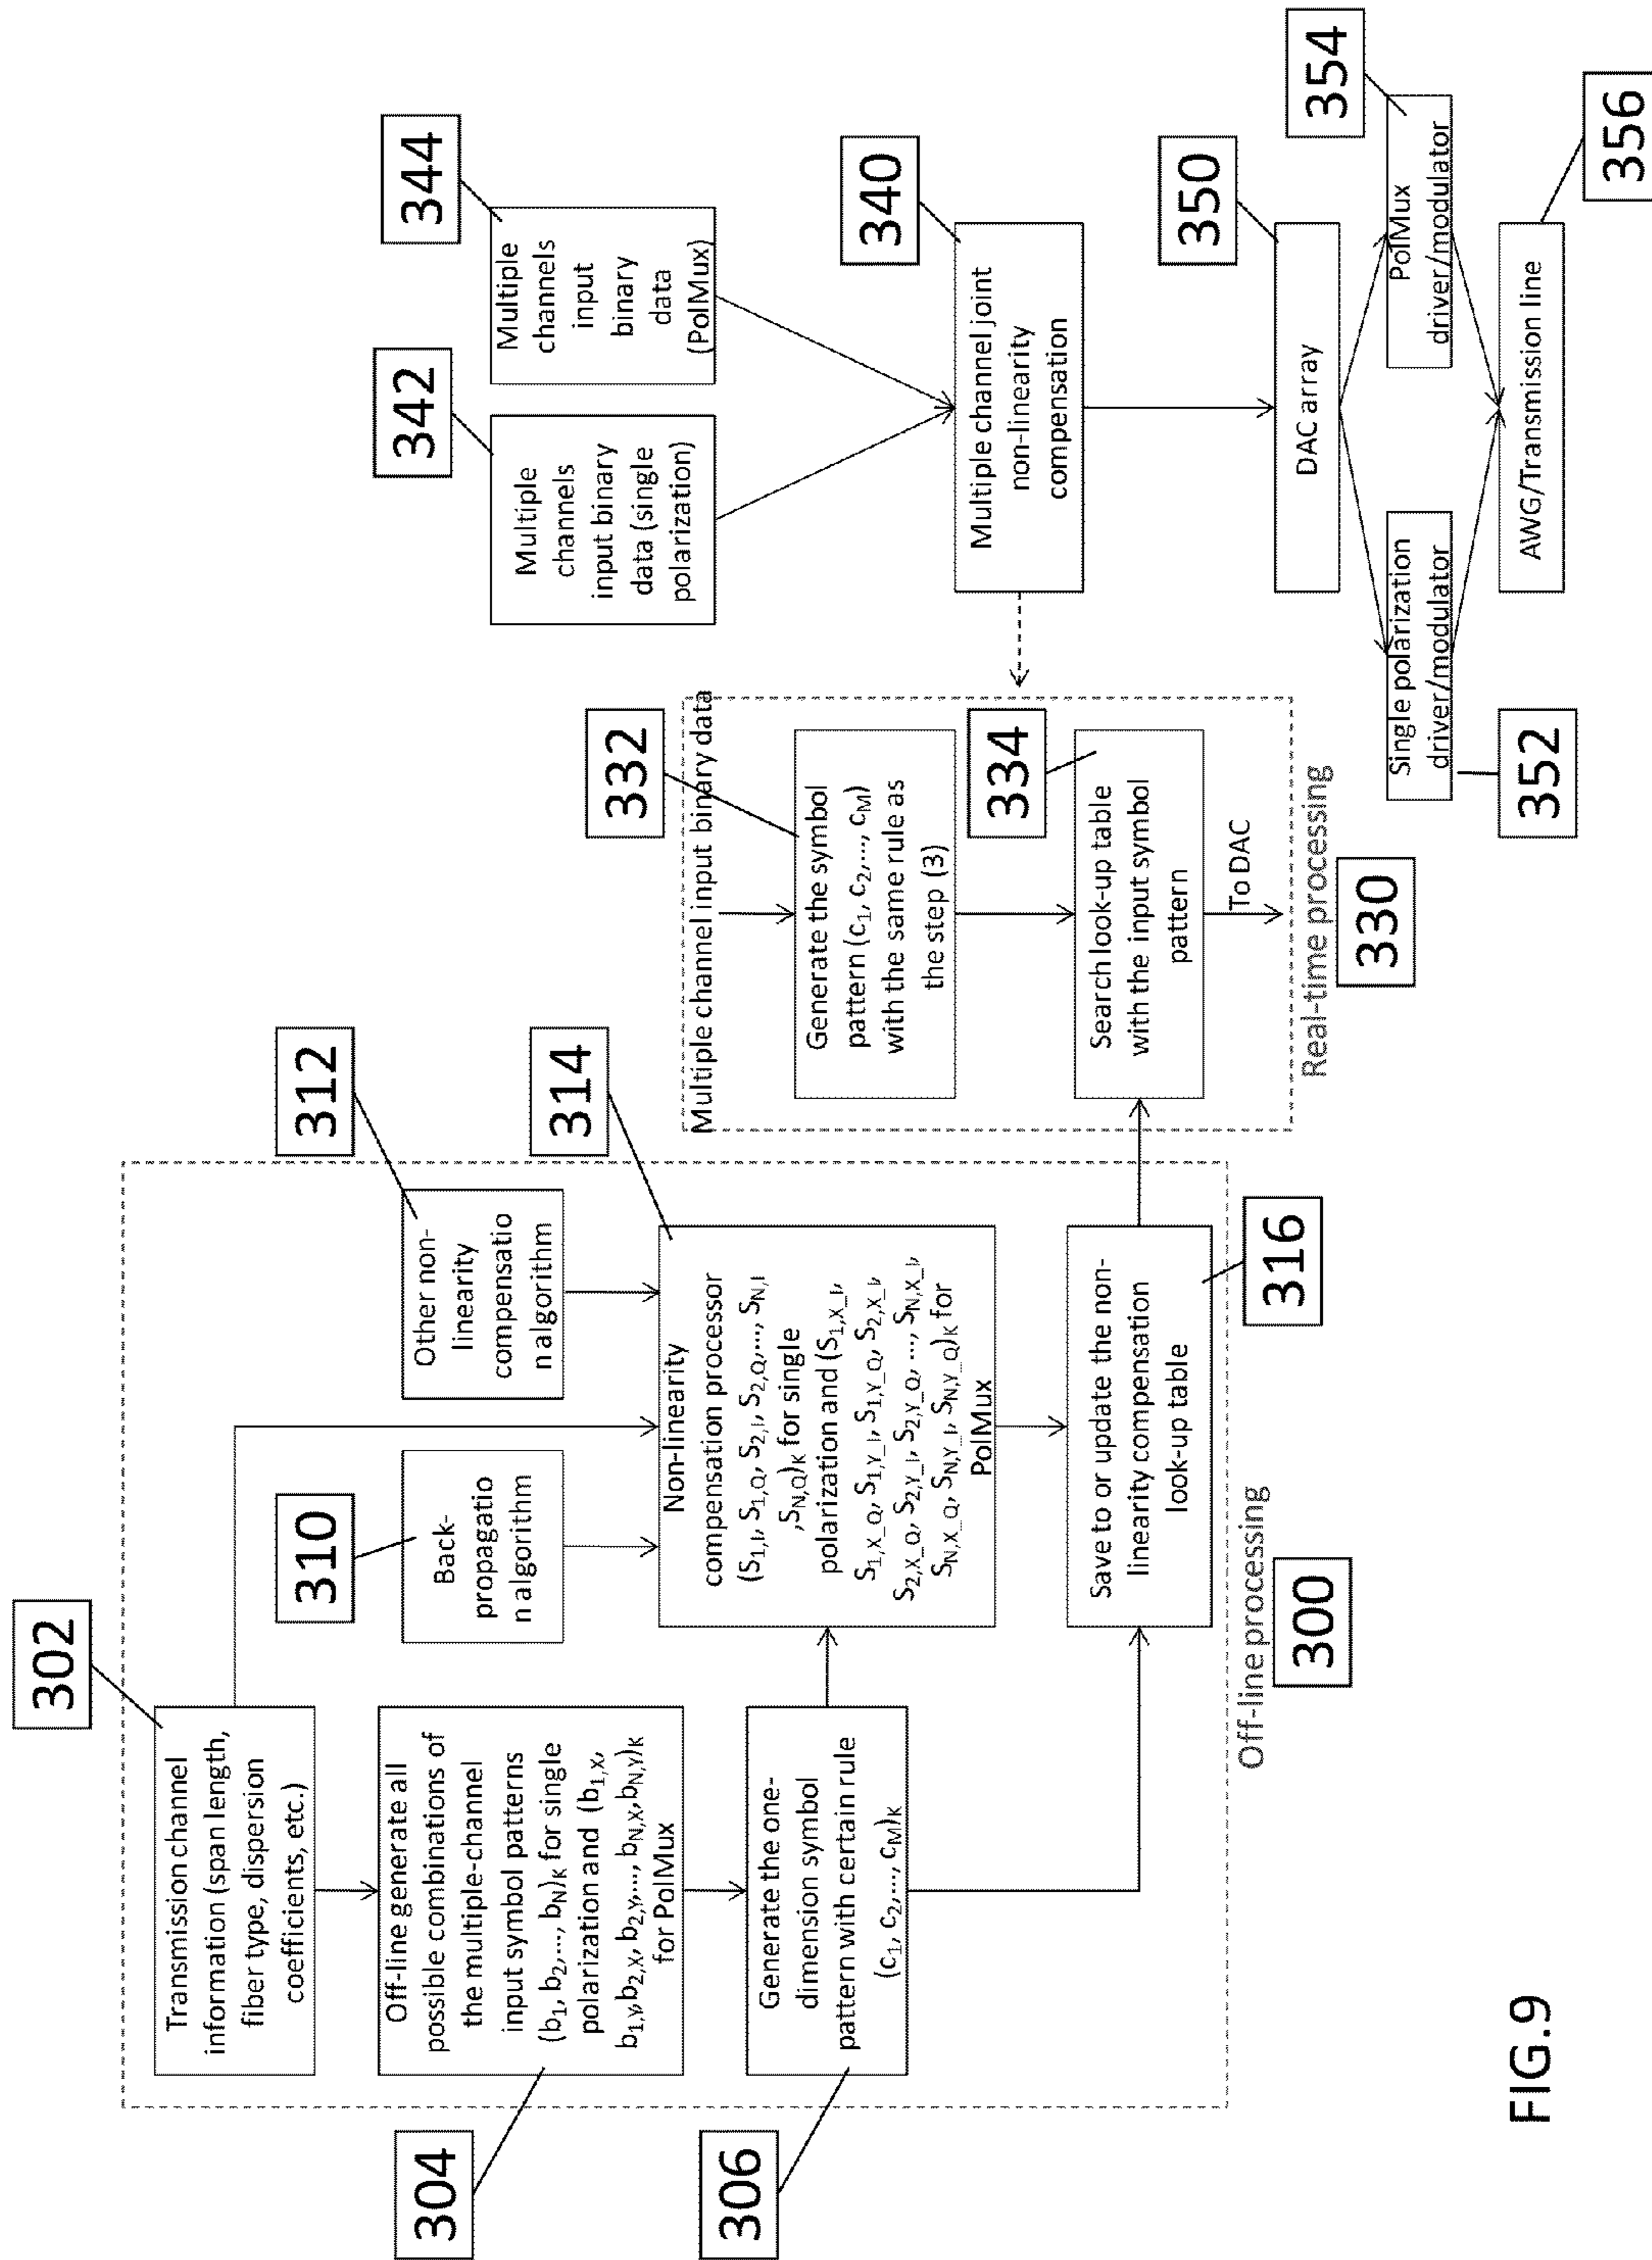 302
Transmission channel
information (span length,
fiber type, dispersion
coefficients, etc.)
304
Off-line generate all
possible combinations of
the multiple-channel
input symbol patterns
(b1, b2,..., bN)K for single
polarization and (b1,X,
b1,Y,b2,X, b2,Y,..., bN,X,bN,Y)K
for PolMux
306
Generate the one-
dimension symbol
pattern with certain rule
(c1, c2,..., cM)K
310
Back-
propagatio
n algorithm
312
Other non-
linearity
compensatio
n algorithm
314
Non-linearity
compensation processor
(S1,I, S1,Q, S2,I, S2,Q,..., SN,I
,SN,Q)K for single
polarization and (S1,X_I,
S1,X_Q, S1,Y_I, S1,Y_Q, S2,X_I,
S2,X_Q, S2,Y_I, S2,Y_Q, ..., SN,X_I,
SN,X_Q, SN,Y_I, SN,Y_Q)K for
PolMux
Save to or update the non-
linearity compensation
look-up table
316
Off-line processing
300
Multiple channel input binary data
332
Generate the symbol
pattern (c1, c2,..., cM)
with the same rule as
the step (3)
334
Search look-up table
with the input symbol
pattern
To DAC
Real-time processing
330
342
Multiple
channels
input binary
data (single
polarization)
344
Multiple
channels
input
binary
data
(PolMux)
340
Multiple channel joint
non-linearity
compensation
350
DAC array
Single polarization
driver/modulator
352
PolMux
driver/modulator
354
AWG/Transmission line
356
FIG.9